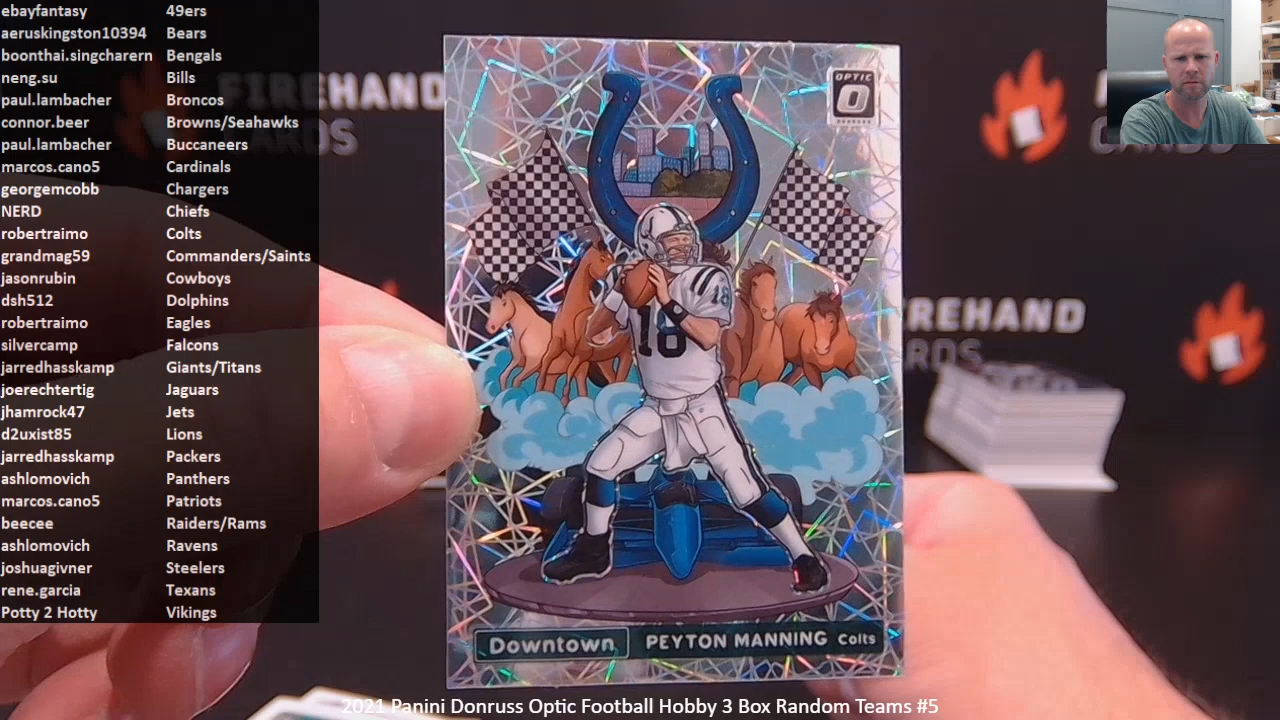 ebayfantasy 49ers
aeruskingston10394 Bears
boonthai.singcharern Bengals
neng.su Bills
paul.lambacher Broncos
connor.beer Browns/Seahawks
paul.lambacher Buccaneers
marcos.cano5 Cardinals
georgemcobb Chargers
NERD Chiefs
robertraimo Colts
grandmag59 Commanders/Saints
jasonrubin Cowboys
dsh512 Dolphins
robertraimo Eagles
silvercamp Falcons
jarredhasskamp Giants/Titans
joerechtertig Jaguars
jhamrock47 Jets
d2uxist85 Lions
jarredhasskamp Packers
ashlomovich Panthers
marcos.cano5 Patriots
beecee Raiders/Rams
ashlomovich Ravens
joshuagivner Steelers
rene.garcia Texans
Potty 2 Hotty Vikings
FIREHAND
CARDS
OPTIC
O
DONRUSS
18
18
REHAND
RDS
Downtown PEYTON MANNING Colts
2021 Panini Donruss Optic Football Hobby 3 Box Random Teams #5